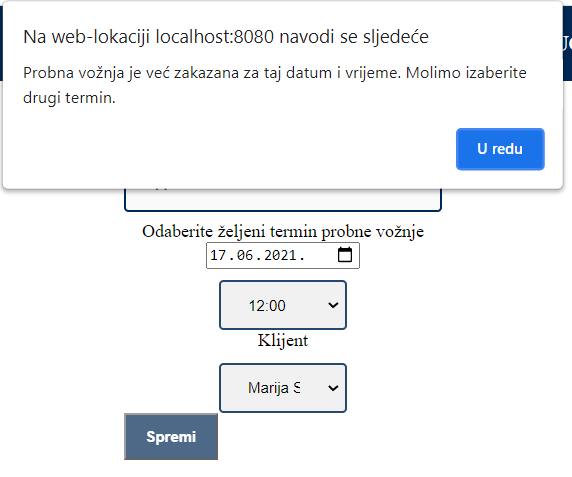 Na web-lokaciji localhost:8080 navodi se sljedeće
Probna vožnja je već zakazana za taj datum i vrijeme. Molimo izaberite
drugi termin.
U redu
Odaberite željeni termin probne vožnje
17.06.2021.
12:00
Klijent
Marija S
Spremi